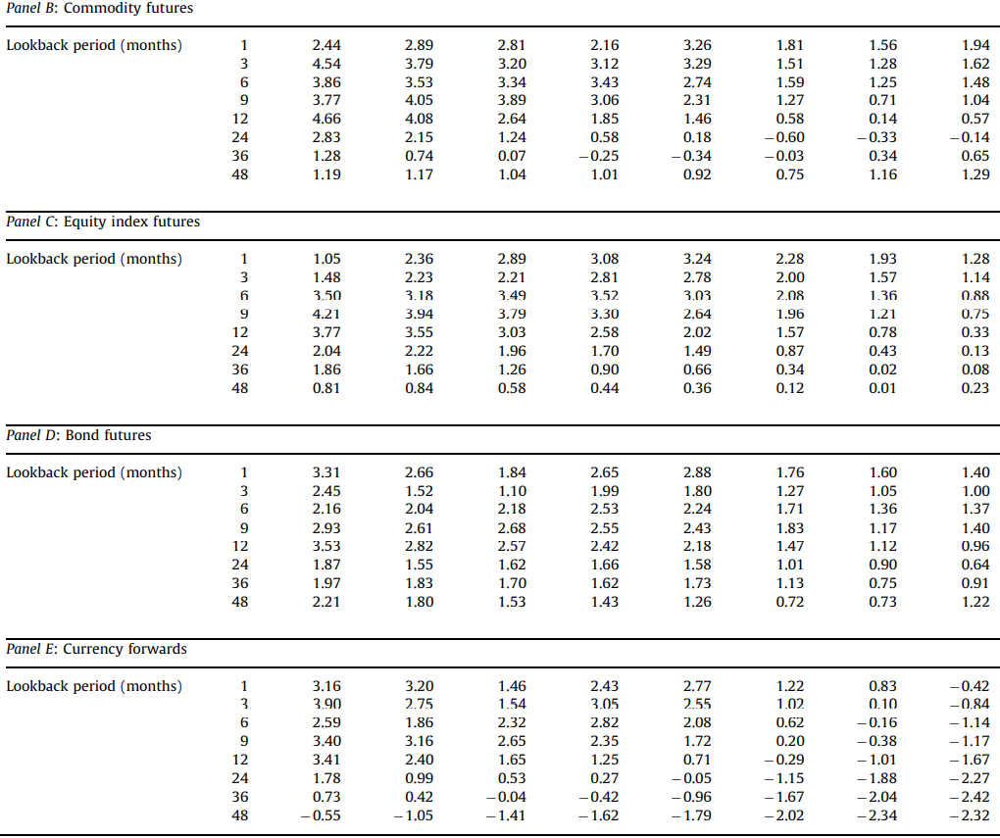 Panel B: Commodity futures
Lookback period (months) 1 2.44 2.89 2.81 2.16 3.26 1.81 1.56 1.94
3 4.54 3.79 3.20 3.12 3.29 1.51 1.28 1.62
6 3.86 3.53 3.34 3.43 2.74 1.59 1.25 1.48
9 3.77 4.05 3.89 3.06 2.31 1.27 0.71 1.04
12 4.66 4.08 2.64 1.85 1.46 0.58 0.14 0.57
24 2.83 2.15 1.24 0.58 0.18 −0.60 −0.33 −0.14
36 1.28 0.74 0.07 −0.25 −0.34 −0.03 0.34 0.65
48 1.19 1.17 1.04 1.01 0.92 0.75 1.16 1.29
Panel C: Equity index futures
Lookback period (months) 1 1.05 2.36 2.89 3.08 3.24 2.28 1.93 1.28
3 1.48 2.23 2.21 2.81 2.78 2.00 1.57 1.14
6 3.50 3.18 3.49 3.52 3.03 2.08 1.36 0.88
9 4.21 3.94 3.79 3.30 2.64 1.96 1.21 0.75
12 3.77 3.55 3.03 2.58 2.02 1.57 0.78 0.33
24 2.04 2.22 1.96 1.70 1.49 0.87 0.43 0.13
36 1.86 1.66 1.26 0.90 0.66 0.34 0.02 0.08
48 0.81 0.84 0.58 0.44 0.36 0.12 0.01 0.23
Panel D: Bond futures
Lookback period (months) 1 3.31 2.66 1.84 2.65 2.88 1.76 1.60 1.40
3 2.45 1.52 1.10 1.99 1.80 1.27 1.05 1.00
6 2.16 2.04 2.18 2.53 2.24 1.71 1.36 1.37
9 2.93 2.61 2.68 2.55 2.43 1.83 1.17 1.40
12 3.53 2.82 2.57 2.42 2.18 1.47 1.12 0.96
24 1.87 1.55 1.62 1.66 1.58 1.01 0.90 0.64
36 1.97 1.83 1.70 1.62 1.73 1.13 0.75 0.91
48 2.21 1.80 1.53 1.43 1.26 0.72 0.73 1.22
Panel E: Currency forwards
Lookback period (months) 1 3.16 3.20 1.46 2.43 2.77 1.22 0.83 −0.42
3 3.90 2.75 1.54 3.05 2.55 1.02 0.10 −0.84
6 2.59 1.86 2.32 2.82 2.08 0.62 −0.16 −1.14
9 3.40 3.16 2.65 2.35 1.72 0.20 −0.38 −1.17
12 3.41 2.40 1.65 1.25 0.71 −0.29 −1.01 −1.67
24 1.78 0.99 0.53 0.27 −0.05 −1.15 −1.88 −2.27
36 0.73 0.42 −0.04 −0.42 −0.96 −1.67 −2.04 −2.42
48 −0.55 −1.05 −1.41 −1.62 −1.79 −2.02 −2.34 −2.32